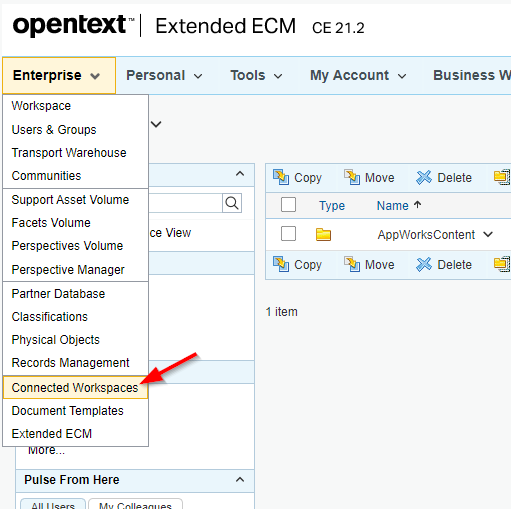 opentext™ | Extended ECM CE 21.2
Enterprise Personal Tools My Account Business W
Workspace
Users & Groups
Transport Warehouse
Communities
Support Asset Volume
Facets Volume
Perspectives Volume
Perspective Manager
Partner Database
Classifications
Physical Objects
Records Management
Connected Workspaces
Document Templates
Extended ECM
ce View
More...
Pulse From Here
All Users My Colleagues
Copy Move Delete
Type Name
AppWorksContent
Copy Move Delete
1 item